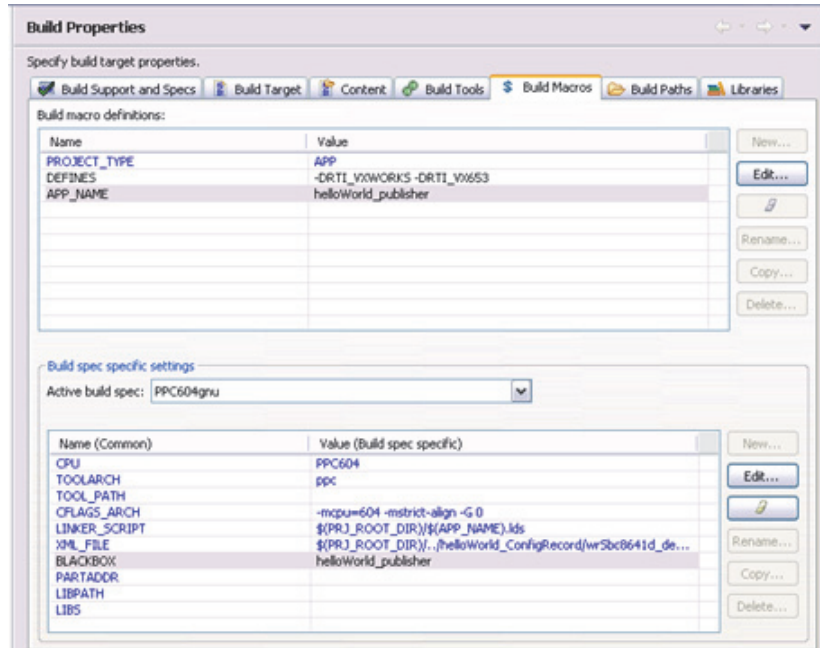 Build Properties
Specify build target properties.
Build Support and Specs Build Target Content Build Tools $ Build Macros Build Paths Libraries
Build macro definitions:
Name Value New...
PROJECT_TYPE APP
DEFINES -DRTI_VXWORKS -DRTI_VX653 Edit...
APP_NAME helloWorld_publisher
Rename...
Copy...
Delete...
Build spec specific settings
Active build spec: PPC604gnu
Name (Common) Value (Build spec specific) New...
CPU PPC604
TOOLARCH ppc Edit...
TOOL_PATH
CFLAGS_ARCH -mcpu=604 -mstrict-align -G 0
LINKER_SCRIPT $(PRJ_ROOT_DIR)/$(APP_NAME).lds
XML_FILE $(PRJ_ROOT_DIR)/../helloWorld_ConfigRecord/wrSbc8641d_de... Rename...
BLACKBOX helloWorld_publisher
PARTADDR Copy...
LIBPATH
LIBS Delete...